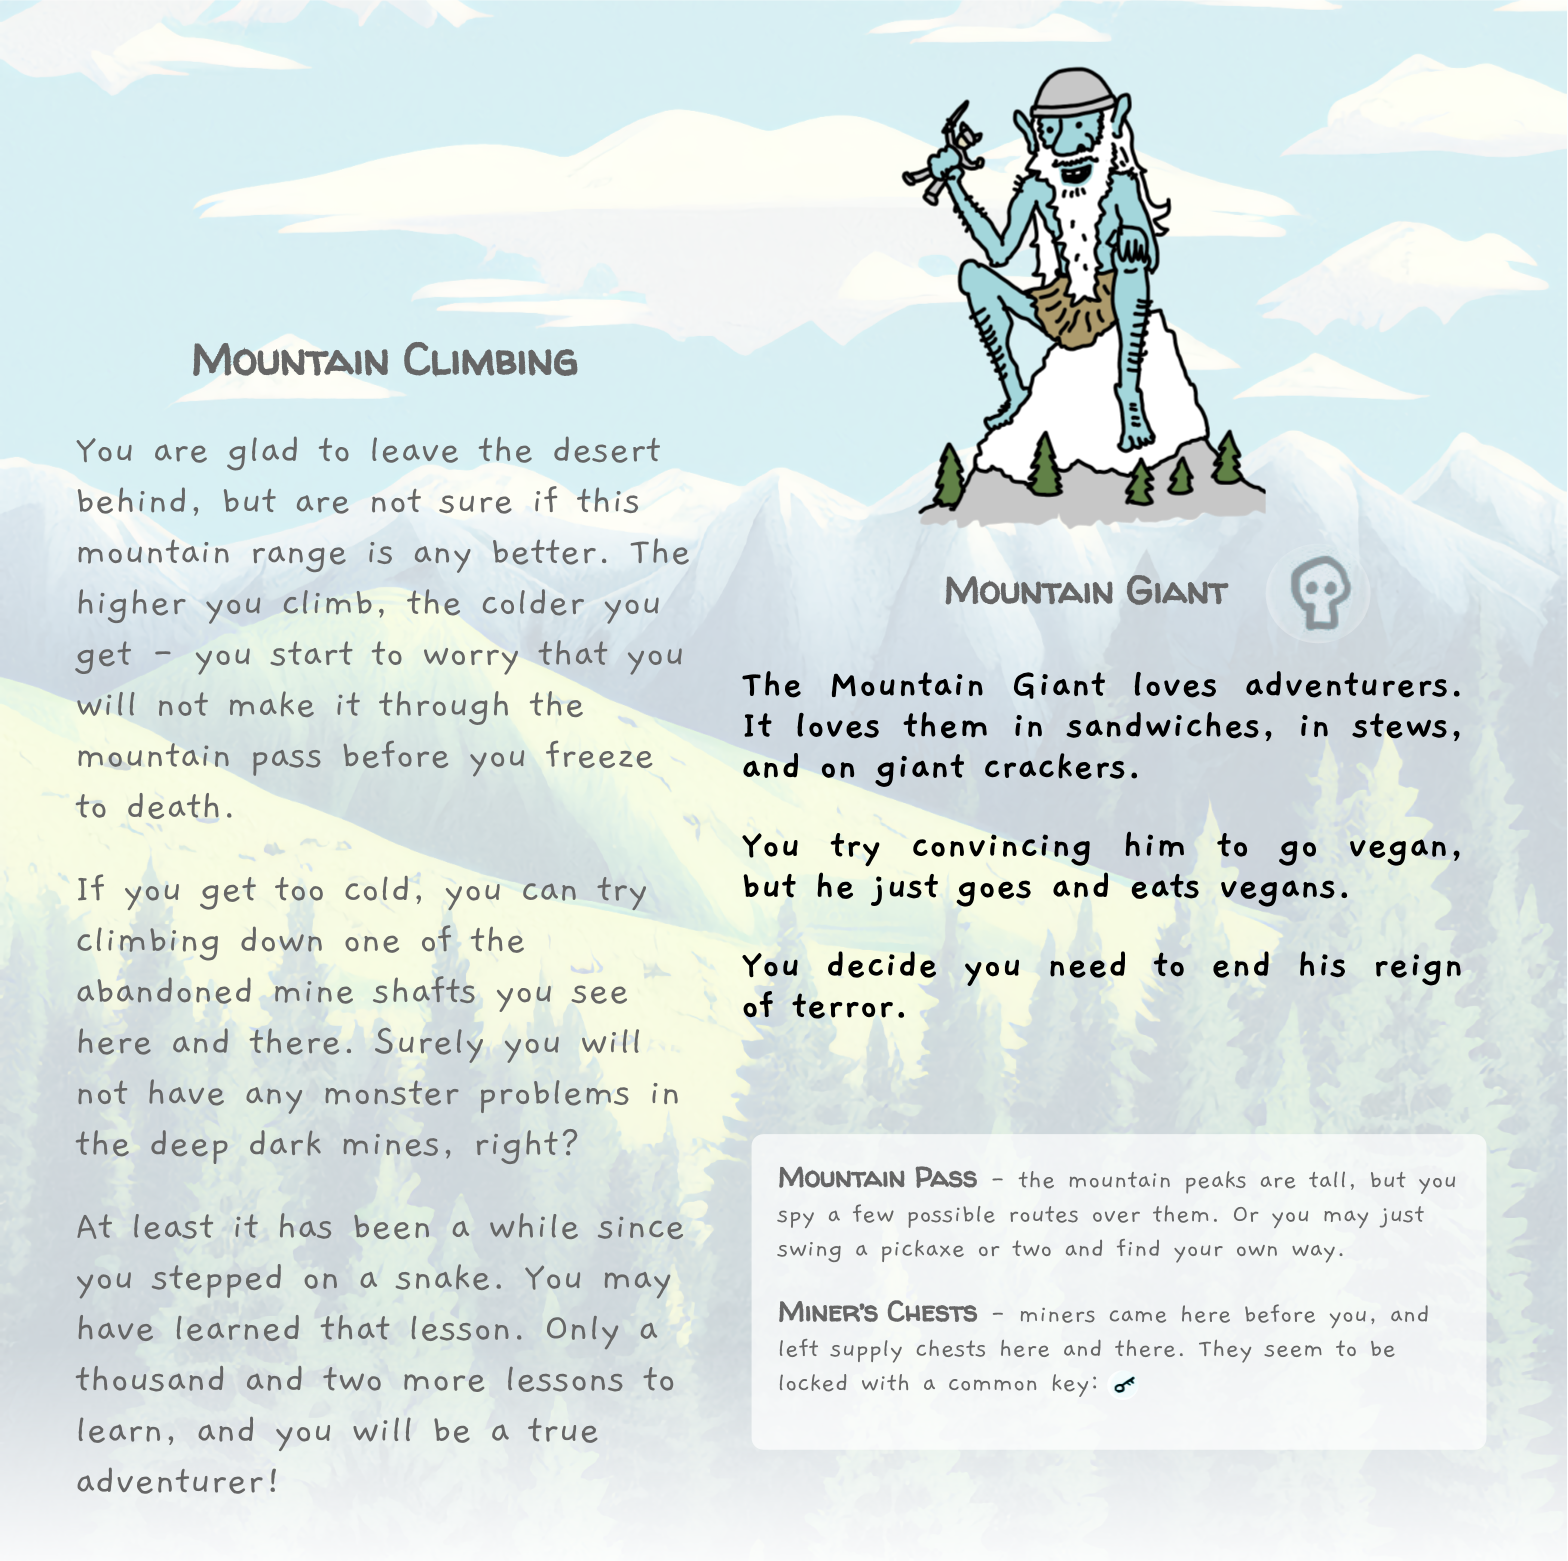 Mountain Climbing
You are glad to leave the desert
behind, but are not sure if this
mountain range is any better. The
higher you climb, the colder you
get - you start to worry that you
will not make it through the
mountain pass before you freeze
to death.
If you get too cold, you can try
climbing down one of the
abandoned mine shafts you see
here and there. Surely you will
not have any monster problems in
the deep dark mines, right?
At least it has been a while since
you stepped on a snake. You may
have learned that lesson. Only a
thousand and two more lessons to
learn, and you will be a true
adventurer!
Mountain Giant
The Mountain Giant loves adventurers.
It loves them in sandwiches, in stews,
and on giant crackers.
You try convincing him to go vegan,
but he just goes and eats vegans.
You decide you need to end his reign
of terror.
Mountain Pass - the mountain peaks are tall, but you
spy a few possible routes over them. Or you may just
swing a pickaxe or two and find your own way.
Miner's Chests - miners came here before you, and
left supply chests here and there. They seem to be
locked with a common key: